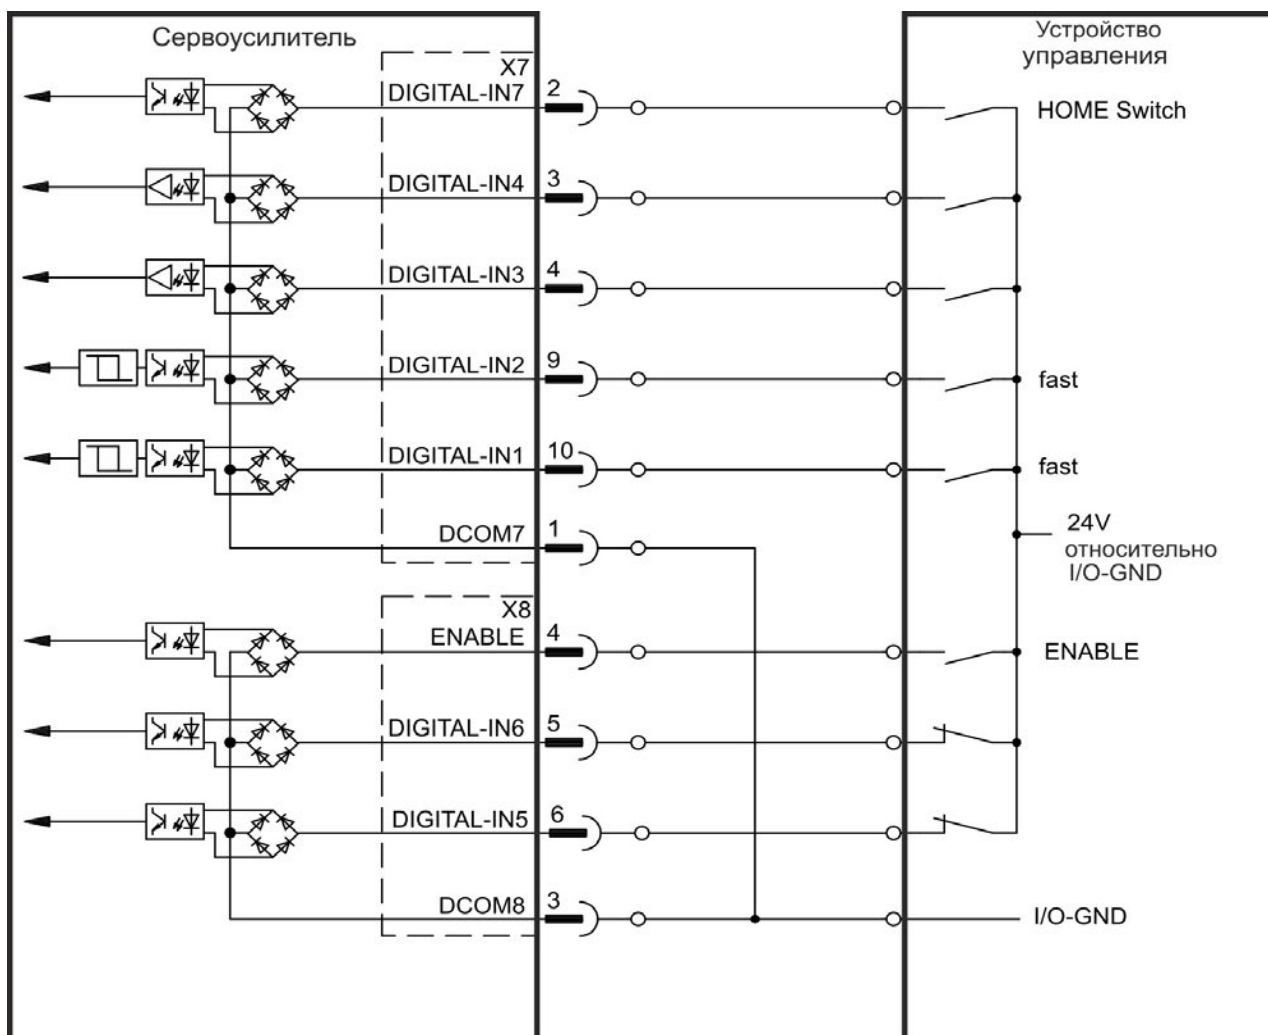 Сервоусилитель
Устройство
управления
X7
DIGITAL-IN7
2
HOME Switch
DIGITAL-IN4
3
DIGITAL-IN3
4
DIGITAL-IN2
9
fast
DIGITAL-IN1
10
fast
DCOM7
1
24V
относительно
I/O-GND
X8
ENABLE
4
ENABLE
DIGITAL-IN6
5
DIGITAL-IN5
6
DCOM8
3
I/O-GND